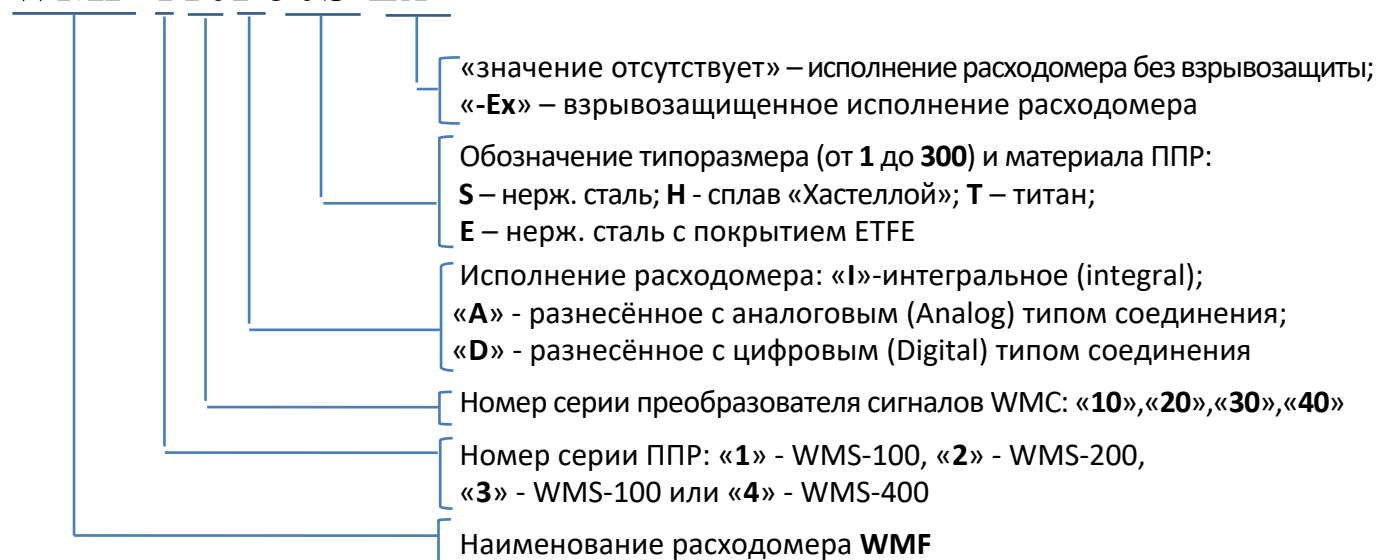 «значение отсутствует» – исполнение расходомера без взрывозащиты;
«-Ex» – взрывозащищенное исполнение расходомера
Обозначение типоразмера (от 1 до 300) и материала ППР:
S – нерж. сталь; H - сплав «Хастеллой»; T – титан;
E – нерж. сталь с покрытием ETFE
Исполнение расходомера: «I»-интегральное (integral);
«A» - разнесённое с аналоговым (Analog) типом соединения;
«D» - разнесённое с цифровым (Digital) типом соединения
Номер серии преобразователя сигналов WMC: «10»,«20»,«30»,«40»
Номер серии ППР: «1» - WMS-100, «2» - WMS-200,
«3» - WMS-100 или «4» - WMS-400
Наименование расходомера WMF